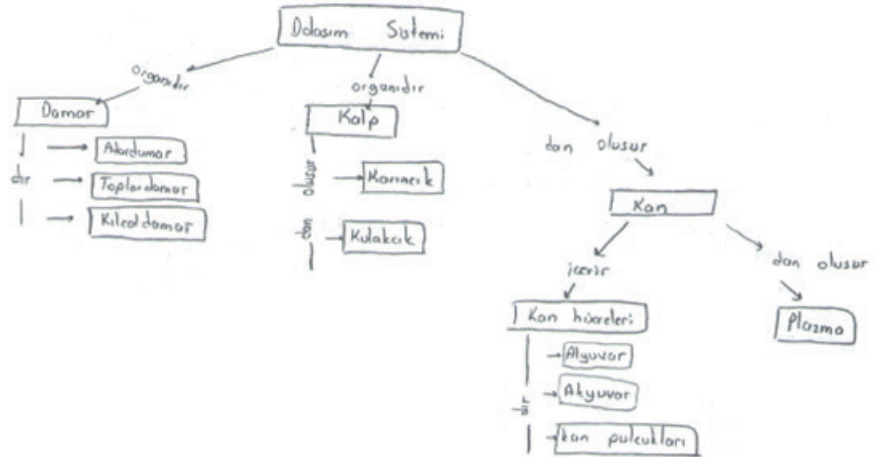 Dolaşım Sistemi
organıdır
Damar
dır
Atardamar
Toplardamar
Kılcaldamar
organıdır
Kalp
dan oluşur
Karıncık
Kulakcık
dan oluşur
Kan
içerir
Kan hücreleri
dır
Alyuvar
Akyuvar
kan pulcukları
dan oluşur
Plazma